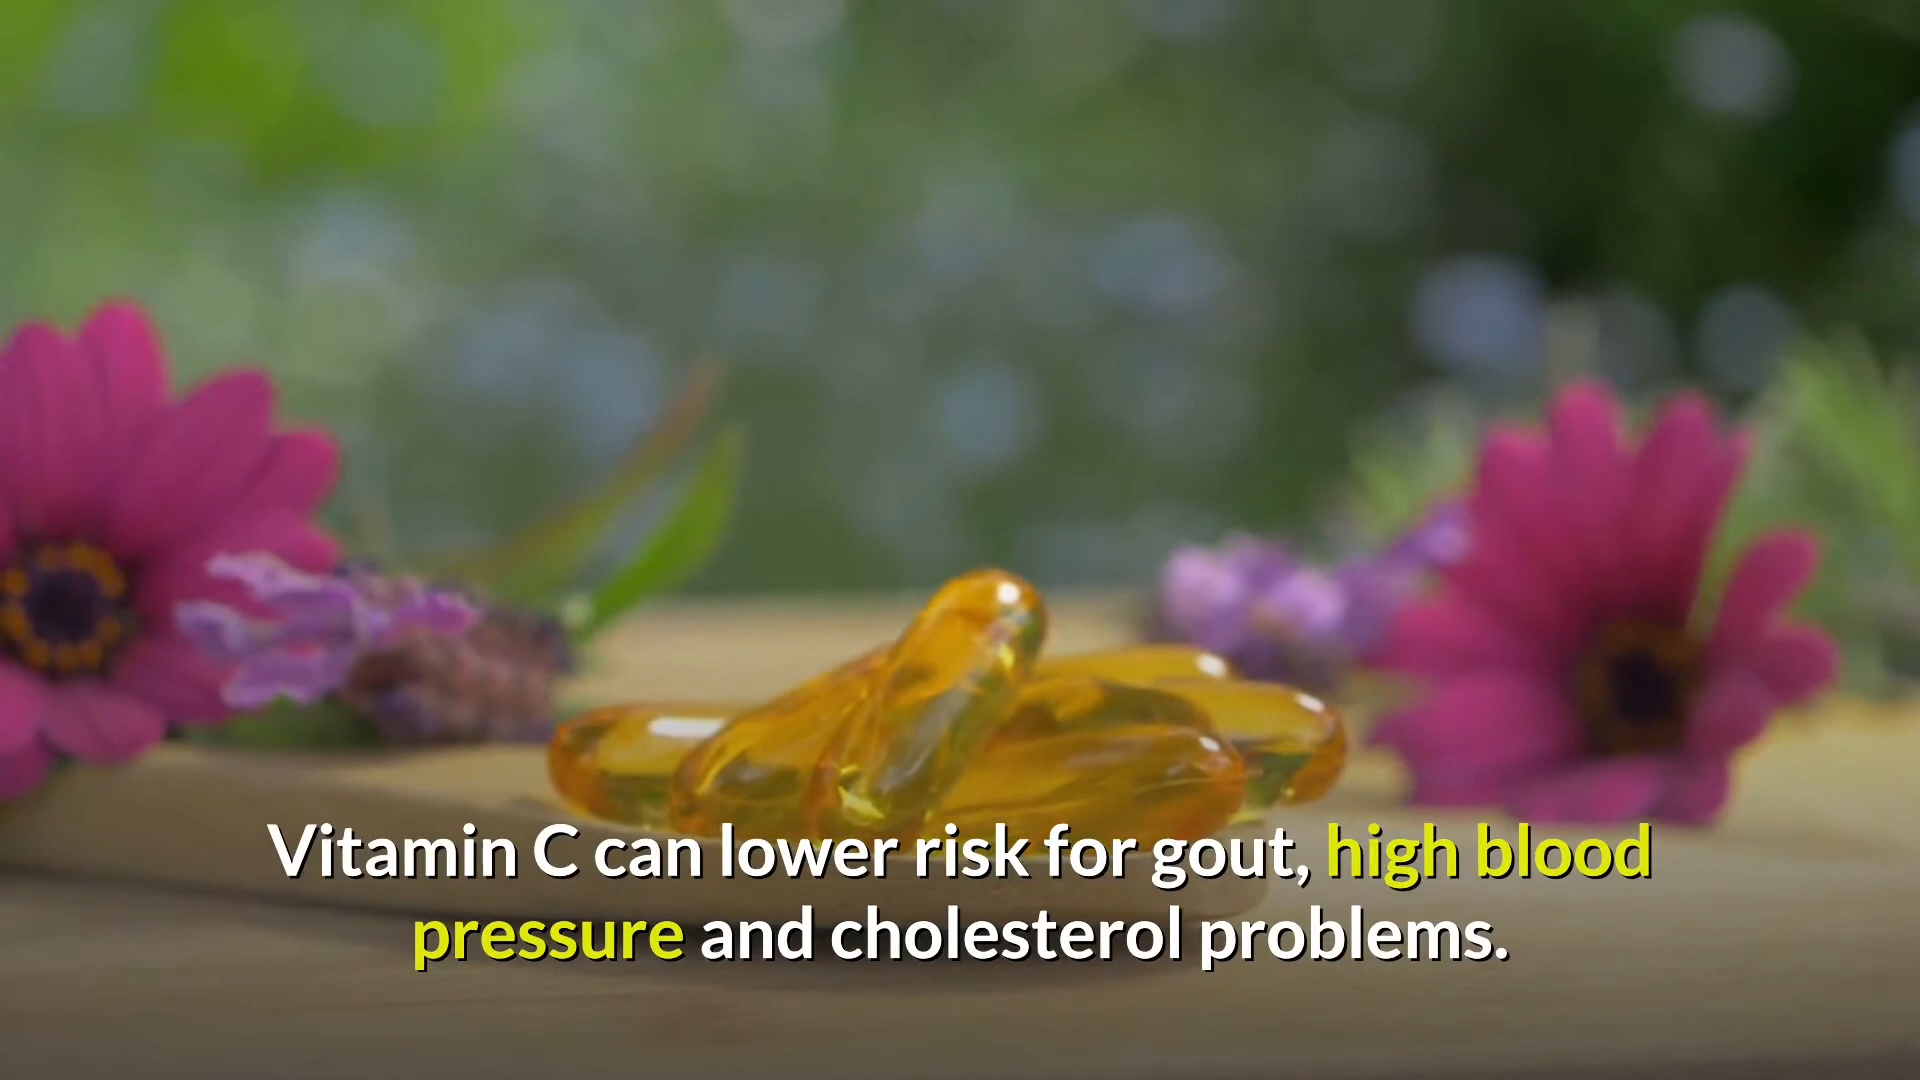 Vitamin C can lower risk for gout, high blood
pressure and cholesterol problems.